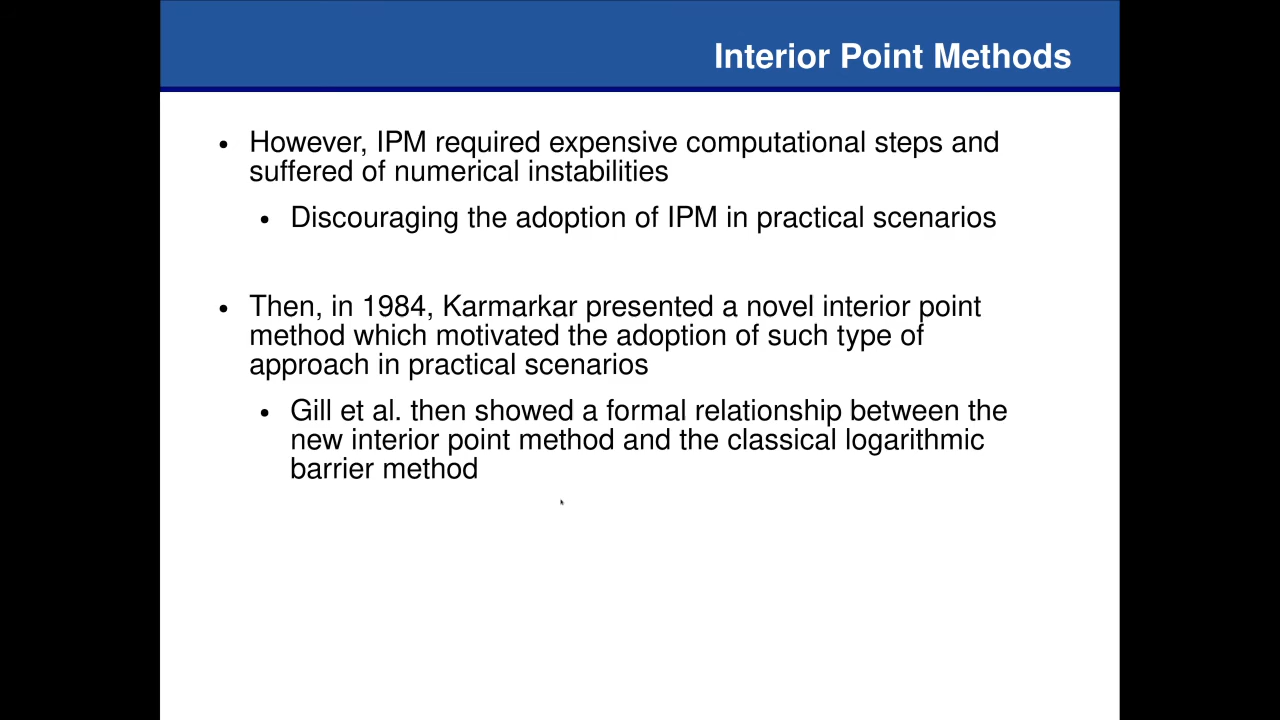 Interior Point Methods
• However, IPM required expensive computational steps and
suffered of numerical instabilities
• Discouraging the adoption of IPM in practical scenarios
• Then, in 1984, Karmarkar presented a novel interior point
method which motivated the adoption of such type of
approach in practical scenarios
• Gill et al. then showed a formal relationship between the
new interior point method and the classical logarithmic
barrier method